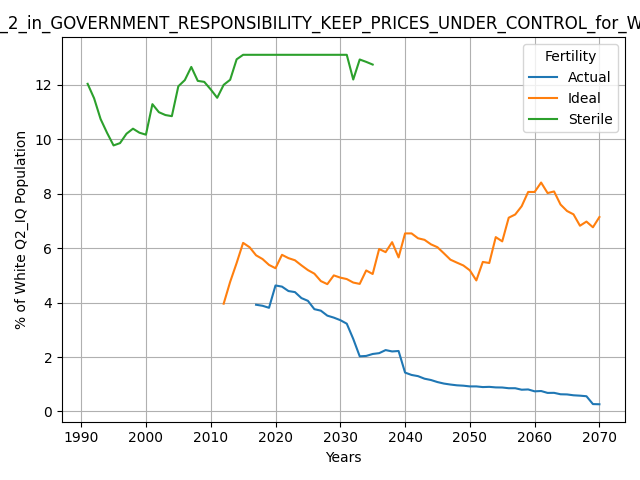 _2_in_GOVERNMENT_RESPONSIBILITY_KEEP_PRICES_UNDER_CONTROL_for_W
Fertility
Actual
Ideal
Sterile
% of White Q2_IQ Population
12
10
8
6
4
2
0
1990 2000 2010 2020 2030 2040 2050 2060 2070
Years